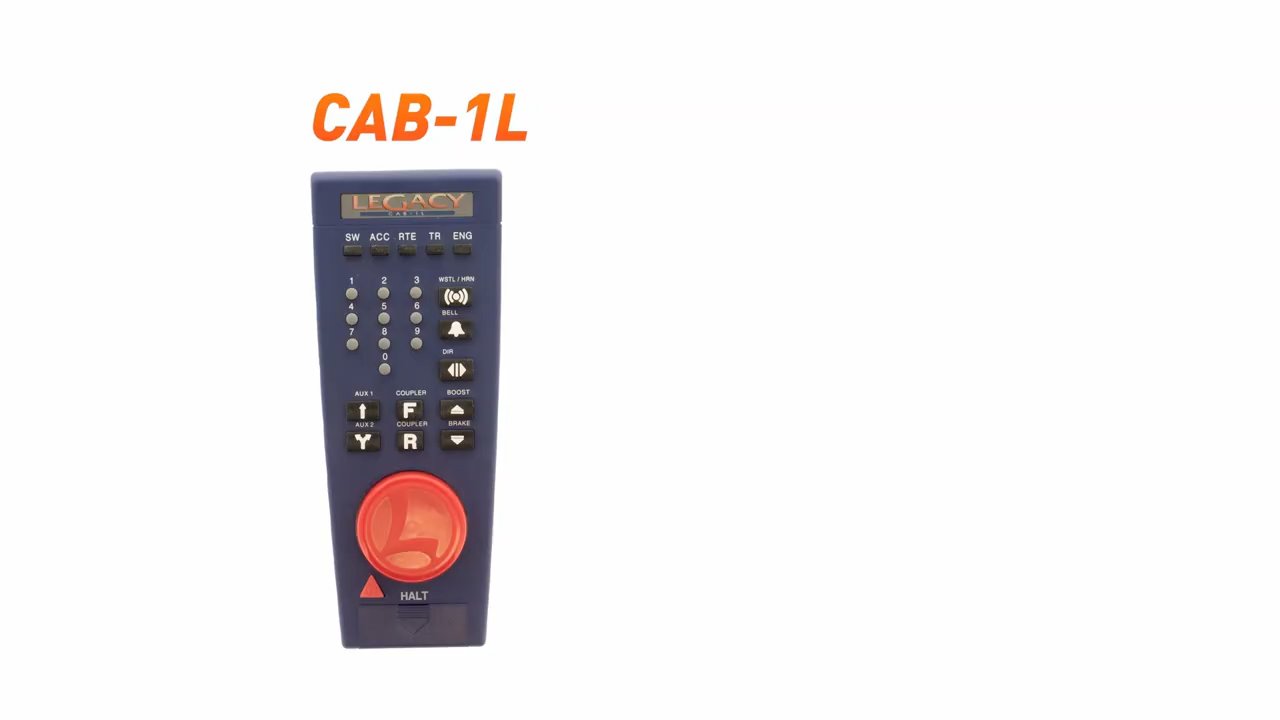 CAB-1L
LEGACY
CAB-1L
SW ACC RTE TR ENG
1 2 3 WSTL / HRN
4 5 6 BELL
7 8 9
0 DIR
AUX 1 COUPLER BOOST
F
AUX 2 COUPLER BRAKE
Y R
HALT